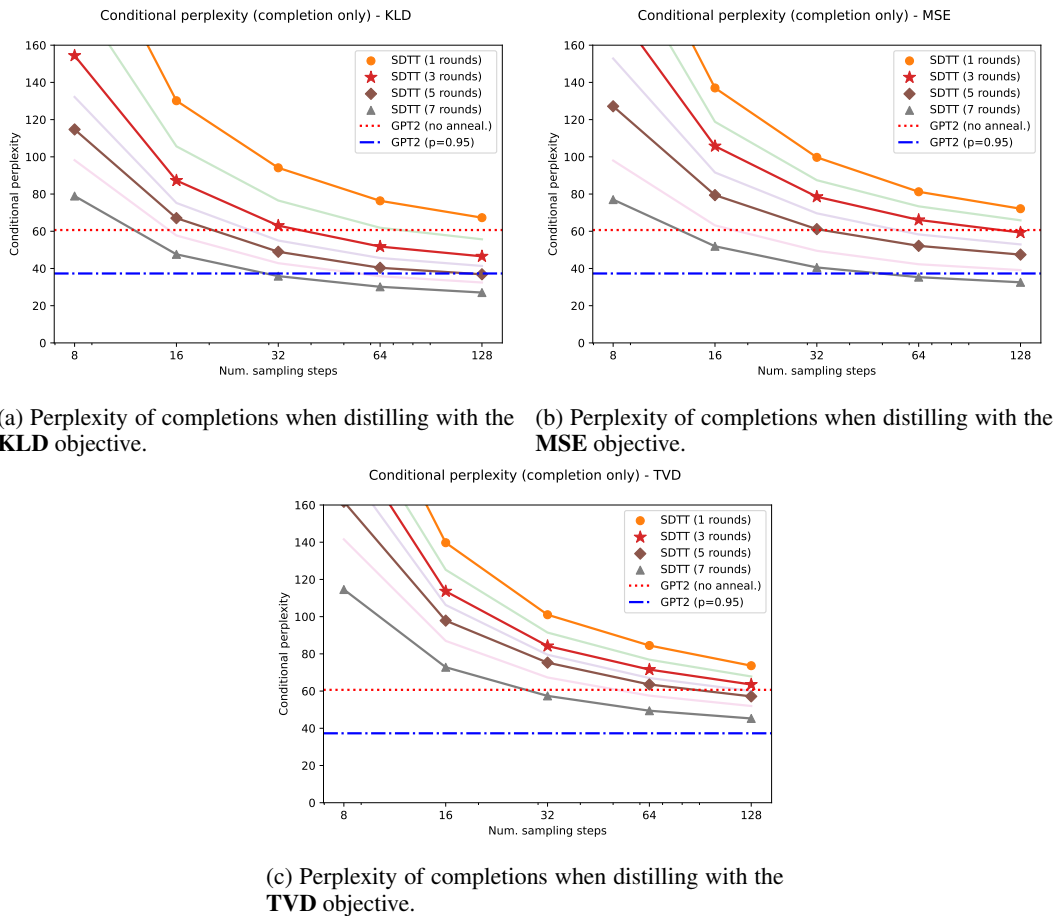 Conditional perplexity (completion only) - KLD
160
140
120
100
80
60
40
20
0
Conditional perplexity
8
16
32
64
128
Num. sampling steps
SDTT (1 rounds)
SDTT (3 rounds)
SDTT (5 rounds)
SDTT (7 rounds)
GPT2 (no anneal.)
GPT2 (p=0.95)
(a) Perplexity of completions when distilling with the
KLD objective.
Conditional perplexity (completion only) - MSE
160
140
120
100
80
60
40
20
0
Conditional perplexity
8
16
32
64
128
Num. sampling steps
SDTT (1 rounds)
SDTT (3 rounds)
SDTT (5 rounds)
SDTT (7 rounds)
GPT2 (no anneal.)
GPT2 (p=0.95)
(b) Perplexity of completions when distilling with the
MSE objective.
Conditional perplexity (completion only) - TVD
160
140
120
100
80
60
40
20
0
Conditional perplexity
8
16
32
64
128
Num. sampling steps
SDTT (1 rounds)
SDTT (3 rounds)
SDTT (5 rounds)
SDTT (7 rounds)
GPT2 (no anneal.)
GPT2 (p=0.95)
(c) Perplexity of completions when distilling with the
TVD objective.